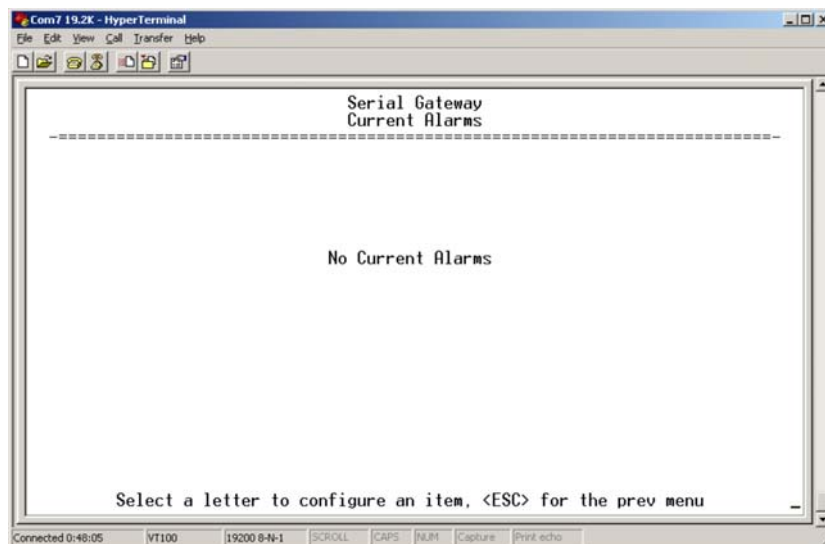 Com7 19.2K - HyperTerminal
File Edit View Call Transfer Help
Serial Gateway
Current Alarms
-==========================================================================-
No Current Alarms
Select a letter to configure an item, <ESC> for the prev menu
Connected 0:48:05 VT100 19200 8-N-1 SCROLL CAPS NUM Capture Print echo